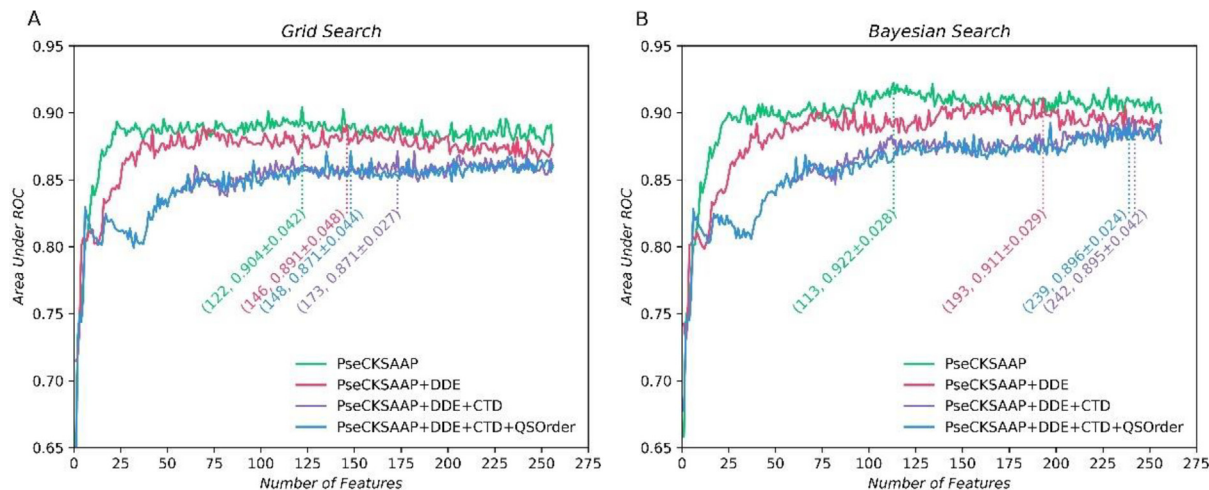 A
Grid Search
0.95
0.90
0.85
0.80
0.75
0.70
0.65
Area Under ROC
(122, 0.904±0.042)
(146, 0.891±0.048)
(148, 0.871±0.044)
(173, 0.871±0.027)
PseCKSAAP
PseCKSAAP+DDE
PseCKSAAP+DDE+CTD
PseCKSAAP+DDE+CTD+QSOrder
0 25 50 75 100 125 150 175 200 225 250 275
Number of Features
B
Bayesian Search
0.95
0.90
0.85
0.80
0.75
0.70
0.65
Area Under ROC
(113, 0.922±0.028)
(193, 0.911±0.029)
(239, 0.896±0.024)
(242, 0.895±0.042)
PseCKSAAP
PseCKSAAP+DDE
PseCKSAAP+DDE+CTD
PseCKSAAP+DDE+CTD+QSOrder
0 25 50 75 100 125 150 175 200 225 250 275
Number of Features